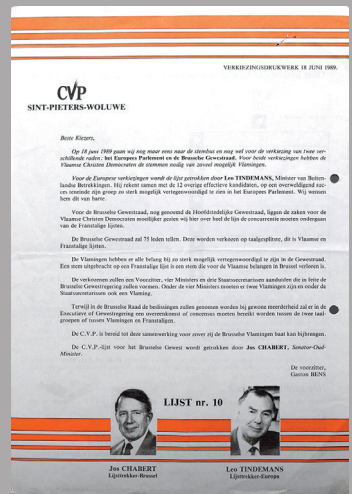 VERKIEZINGSDRUKWERK 18 JUNI 1989.
CVP
SINT-PIETERS-WOLUWE
Beste Kiezers,
Op 18 juni 1989 gaan wij nog maar eens naar de stembus en nog wel voor de verkiezing van twee ver-
schillende raden: het Europees Parlement en de Brusselse Gewestraad. Voor beide verkiezingen hebben de
Vlaamse Christen Democraten de stemmen nodig van zoveel mogelijk Vlamingen.
Voor de Europese verkiezingen wordt de lijst getrokken door Leo TINDEMANS, Minister van Buiten-
landse Betrekkingen. Hij rekent samen met de 12 overige effectieve kandidaten, op een overweldigend suc-
ces teneinde zijn groep zo sterk mogelijk vertegenwoordigd te zien in het Europees Parlement. Wij wensen
hem dit van harte.
Voor de Brusselse Gewestraad, nog genoemd de Hoofdstedelijke Gewestraad, liggen de zaken voor de
Vlaamse Christen Democraten moeilijker gezien wij hier over heel de lijn de concurrentie moeten ondergaan
van de Franstalige lijsten.
De Brusselse Gewestraad zal 75 leden tellen. Deze worden verkozen op taalgesplitste, dit is Vlaamse en
Franstalige lijsten.
De Vlamingen hebben er alle belang bij zo sterk mogelijk vertegenwoordigd te zijn in de Gewestraad.
Een stem uitgebracht op een Franstalige lijst is een stem die voor de Vlaamse belangen in Brussel verloren is.
De verkozenen zullen een Voorzitter, vier Ministers en drie Staatssecretarissen aanduiden die in feite de
Brusselse Gewestregering zullen vormen. Onder de vier Ministers moeten er twee Vlamingen zijn en onder de
Staatssecretarissen ook een Vlaming.
Terwijl in de Brusselse Raad de beslissingen zullen genomen worden bij gewone meerderheid zal er in de
Executieve of Gewestregering een overeenkomst of concensus moeten bereikt worden tussen de twee taal-
groepen of tussen Vlamingen en Franstaligen.
De C.V.P. is bereid tot deze samenwerking voor zover zij de Brusselse Vlamingen baat kan bijbrengen.
De C.V.P.-lijst voor het Brusselse Gewest wordt getrokken door Jos CHABERT, Senator-Oud-
Minister.
De voorzitter,
Gaston BENS
LIJST nr. 10
Jos CHABERT
Lijsttrekker-Brussel
Leo TINDEMANS
Lijsttrekker-Europa